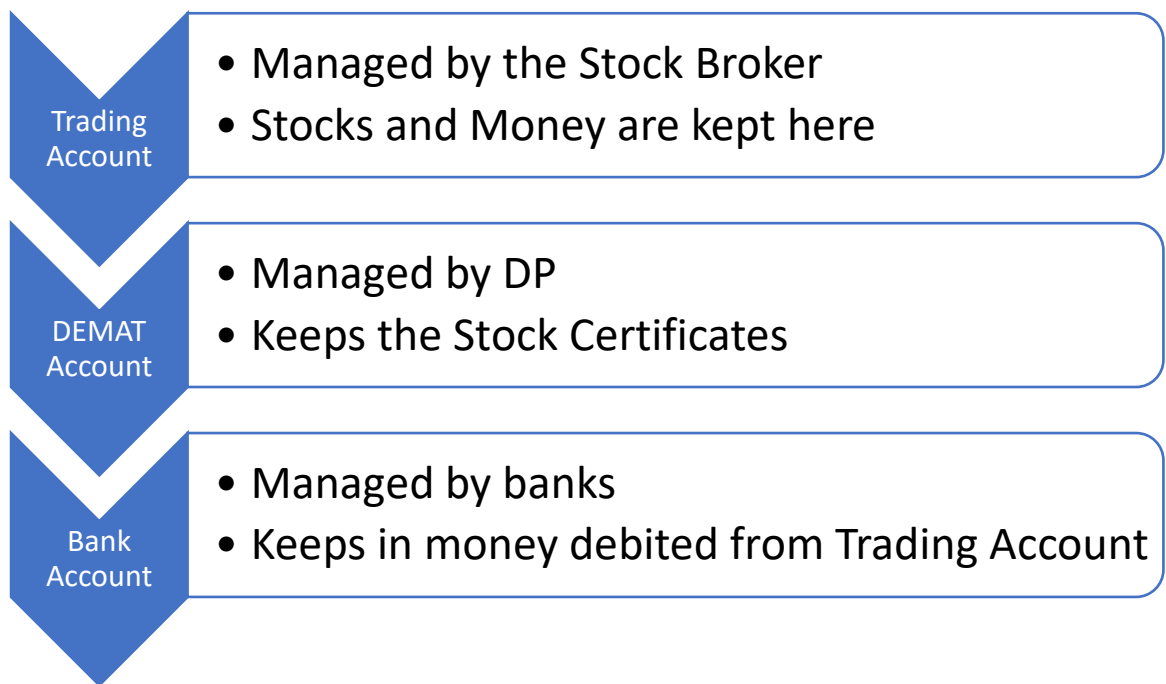 Trading
Account
• Managed by the Stock Broker
• Stocks and Money are kept here
DEMAT
Account
• Managed by DP
• Keeps the Stock Certificates
Bank
Account
• Managed by banks
• Keeps in money debited from Trading Account